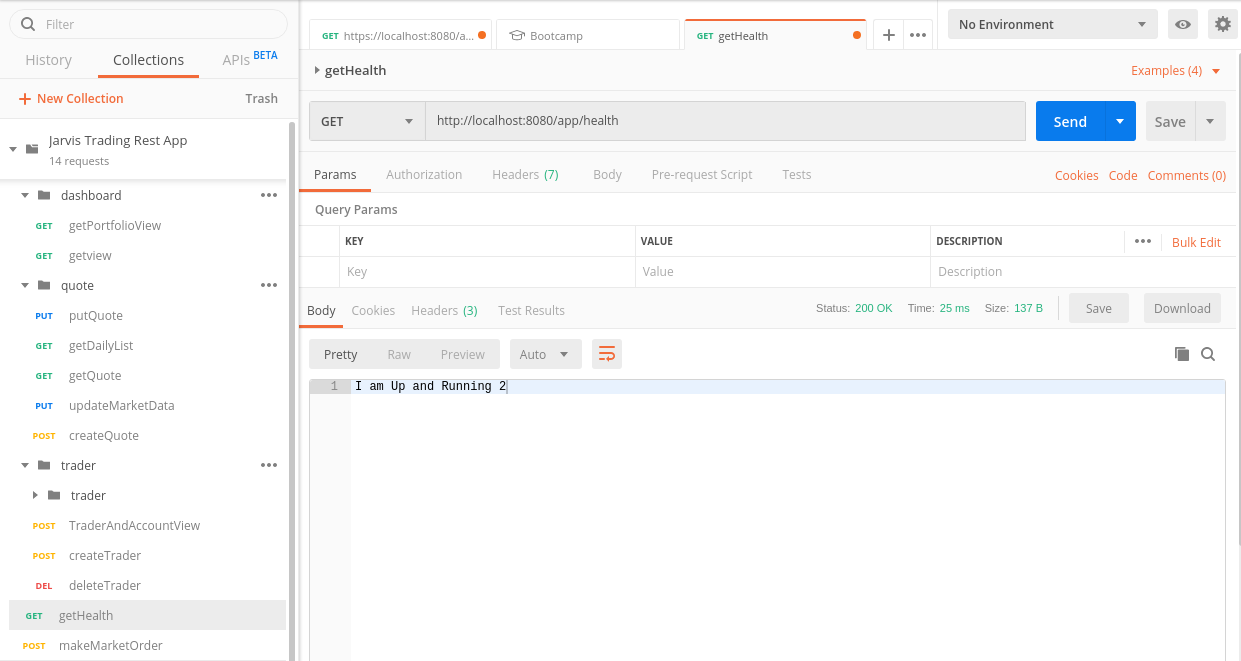 Filter
History
Collections
APIs BETA
+ New Collection
Trash
Jarvis Trading Rest App
14 requests
dashboard
GET getPortfolioView
GET getview
quote
PUT putQuote
GET getDailyList
GET getQuote
PUT updateMarketData
POST createQuote
trader
trader
POST TraderAndAccountView
POST createTrader
DEL deleteTrader
GET getHealth
POST makeMarketOrder
GET https://localhost:8080/a...
Bootcamp
GET getHealth
No Environment
getHealth
Examples (4)
GET
http://localhost:8080/app/health
Send
Save
Params
Authorization
Headers (7)
Body
Pre-request Script
Tests
Cookies
Code
Comments (0)
Query Params
KEY
VALUE
DESCRIPTION
Bulk Edit
Key
Value
Description
Body
Cookies
Headers (3)
Test Results
Status: 200 OK
Time: 25 ms
Size: 137 B
Save
Download
Pretty
Raw
Preview
Auto
1 I am Up and Running 2